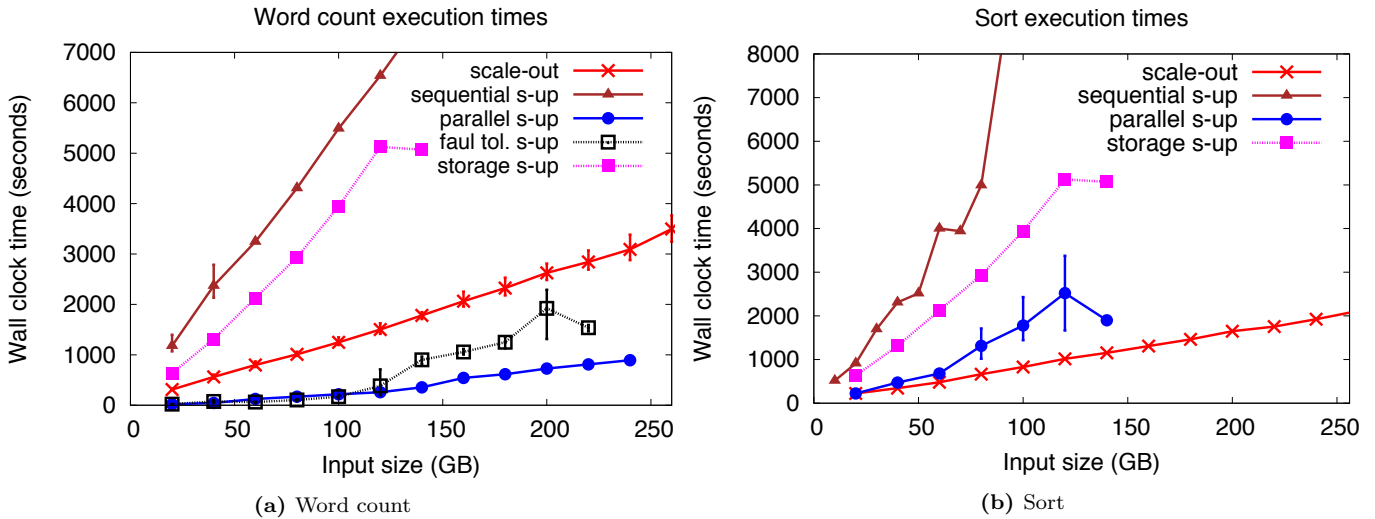 Word count execution times
7000
6000
5000
4000
3000
2000
1000
0
Wall clock time (seconds)
scale-out
sequential s-up
parallel s-up
faul tol. s-up
storage s-up
0 50 100 150 200 250
Input size (GB)
(a) Word count
Sort execution times
8000
7000
6000
5000
4000
3000
2000
1000
0
Wall clock time (seconds)
scale-out
sequential s-up
parallel s-up
storage s-up
0 50 100 150 200 250
Input size (GB)
(b) Sort